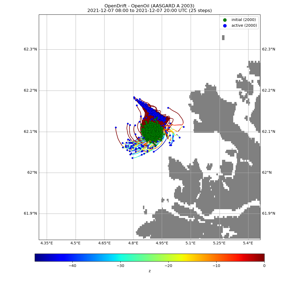 OpenDrift - OpenOil (AASGARD A 2003)
2021-12-07 08:00 to 2021-12-07 20:00 UTC (25 steps)
initial (2000)
active (2000)
62.3°N
62.3°N
62.2°N
62.2°N
62.1°N
62.1°N
62°N
62°N
61.9°N
61.9°N
4.35°E
4.5°E
4.65°E
4.8°E
4.95°E
5.1°E
5.25°E
5.4°E
−40
−30
−20
−10
0
z